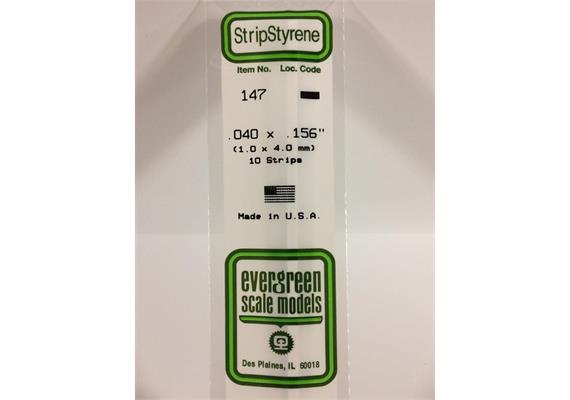 StripStyrene
Item No. Loc. Code
147
.040 x .156"
(1.0 x 4.0 mm)
10 Strips
Made in U.S.A.
evergreen
scale models
Des Plaines, IL 60018